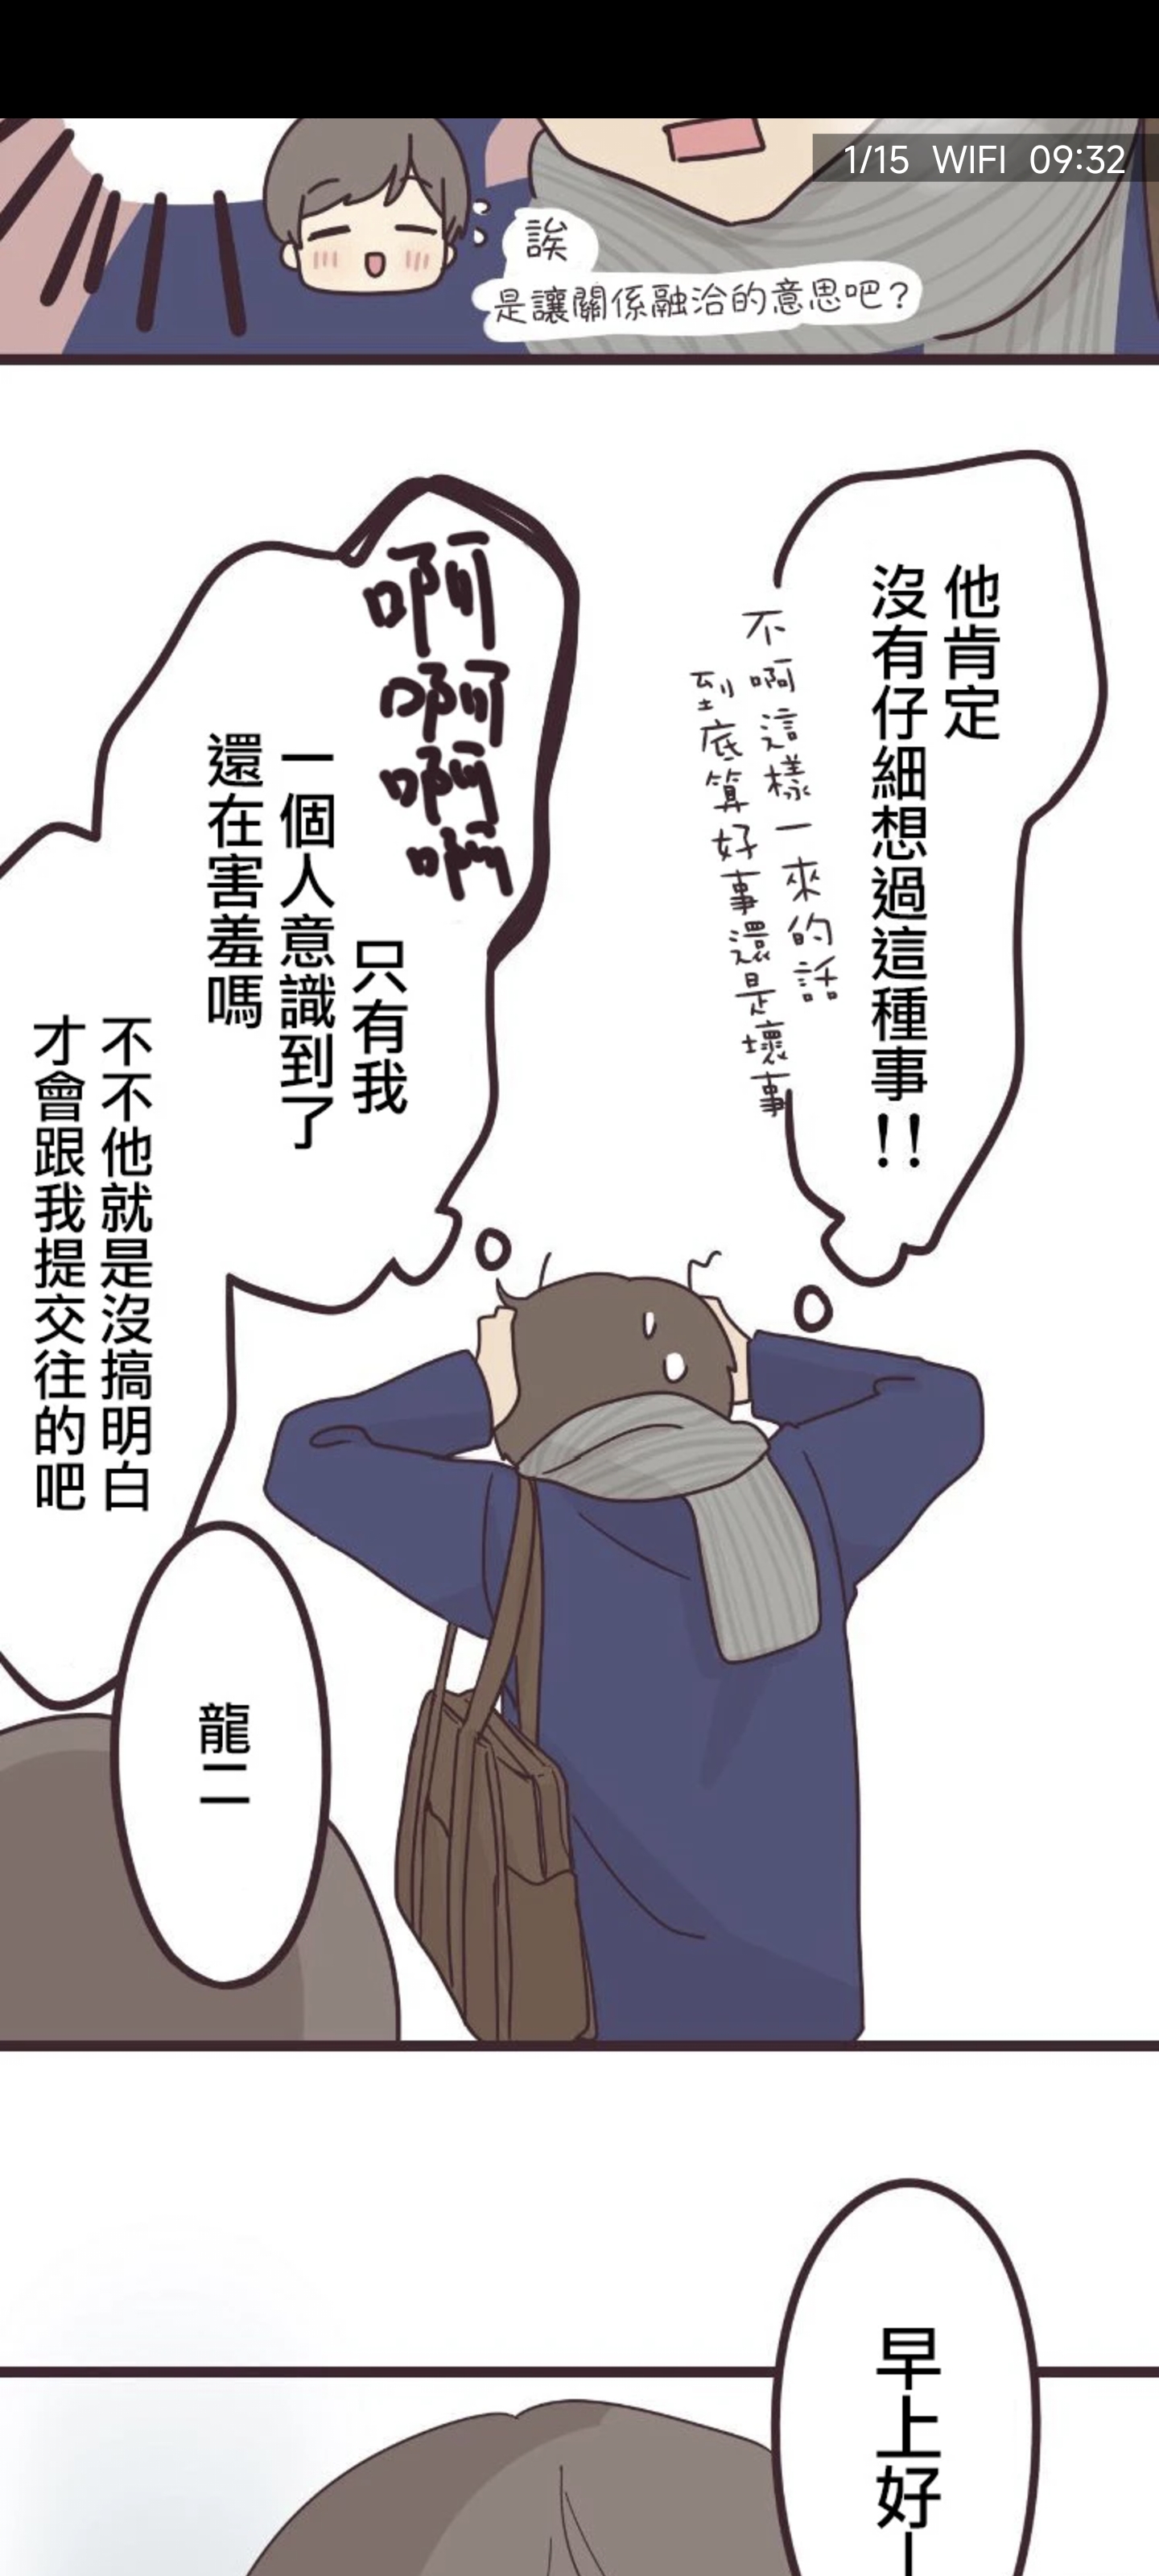 1/15 WIFI 09:32
誒
是讓關係融洽的意思吧？
他肯定
沒有仔細想過這種事！！
不啊這樣一來的話
到底算好事還是壞事
啊啊啊啊
只有我
一個人意識到了
還在害羞嗎
不不他就是沒搞明白
才會跟我提交往的吧
龍二
早上好ー